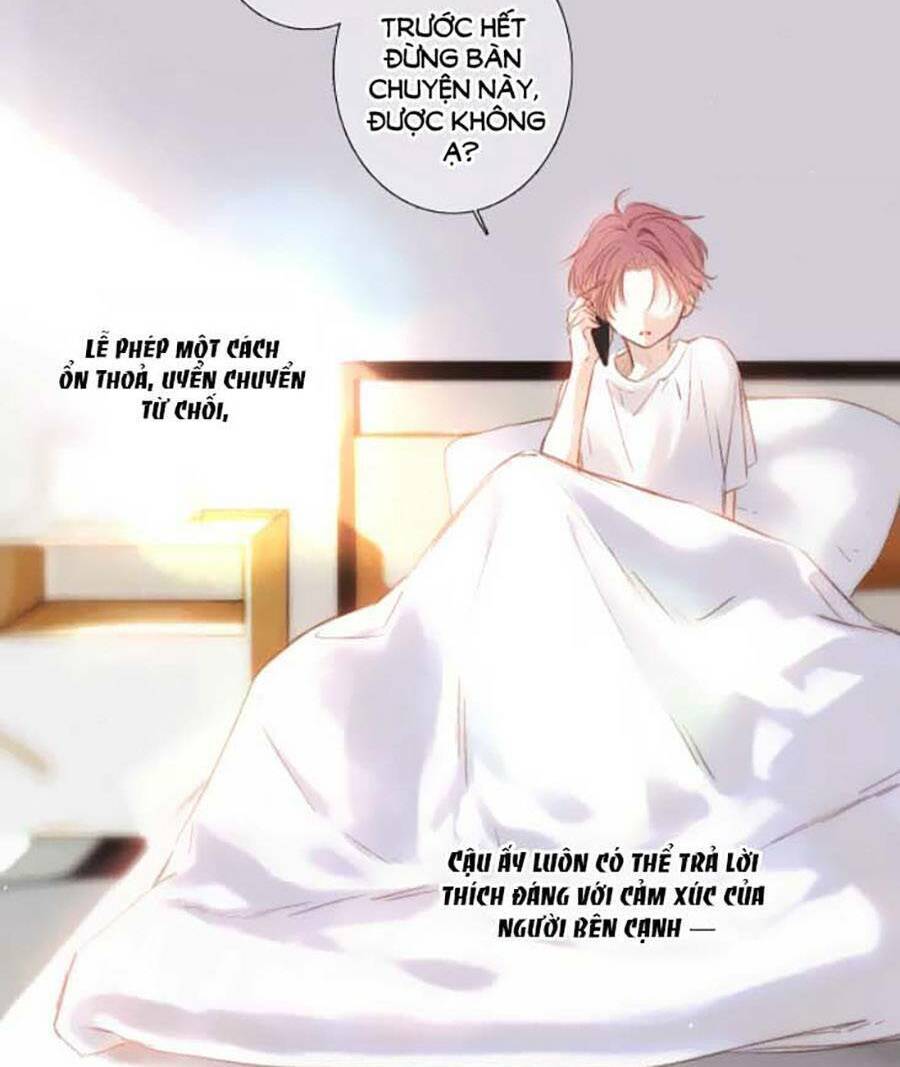 TRƯỚC HẾT
ĐỪNG BÀN
CHUYỆN NÀY,
ĐƯỢC KHÔNG
Ạ?
LỄ PHÉP MỘT CÁCH
ỔN THOẢ, UYỂN CHUYỂN
TỪ CHỐI,
CẬU ẤY LUÔN CÓ THỂ TRẢ LỜI
THÍCH ĐÁNG VỚI CẢM XÚC CỦA
NGƯỜI BÊN CẠNH —